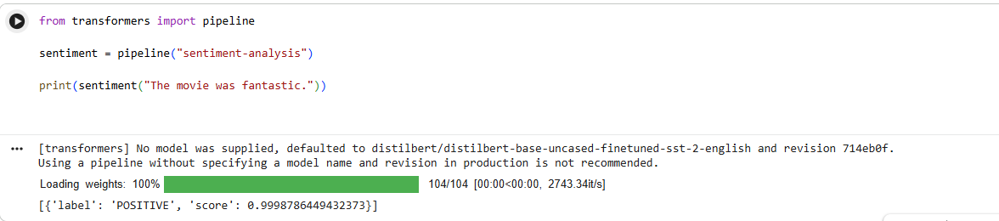 from transformers import pipeline
sentiment = pipeline("sentiment-analysis")
print(sentiment("The movie was fantastic."))
[transformers] No model was supplied, defaulted to distilbert/distilbert-base-uncased-finetuned-sst-2-english and revision 714eb0f.
Using a pipeline without specifying a model name and revision in production is not recommended.
Loading weights: 100% 104/104 [00:00<00:00, 2743.34it/s]
[{'label': 'POSITIVE', 'score': 0.9998786449432373}]